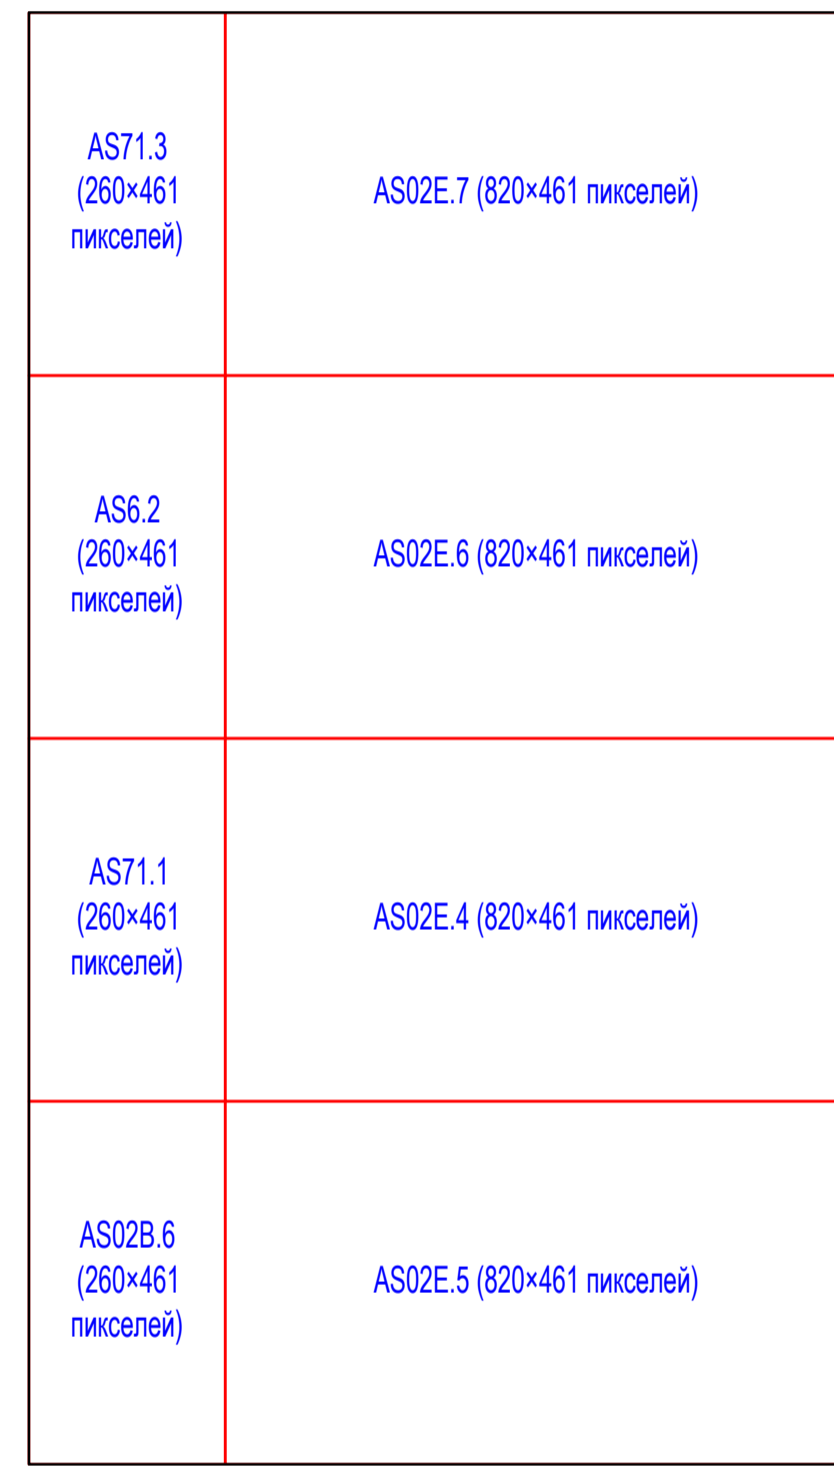 AS71.3
(260×461
пикселей)
AS02E.7 (820×461 пикселей)
AS6.2
(260×461
пикселей)
AS02E.6 (820×461 пикселей)
AS71.1
(260×461
пикселей)
AS02E.4 (820×461 пикселей)
AS02B.6
(260×461
пикселей)
AS02E.5 (820×461 пикселей)